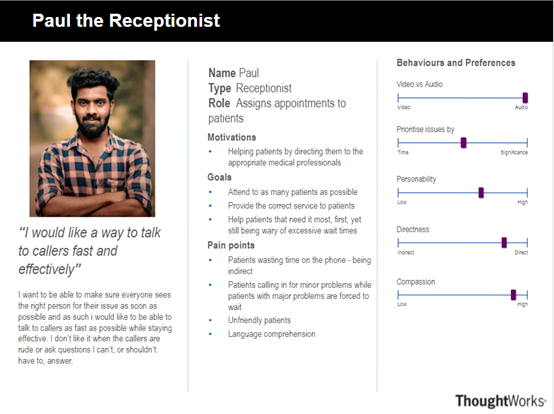 Paul the Receptionist
“I would like a way to talk
to callers fast and
effectively”
I want to be able to make sure everyone sees
the right person for their issue as soon as
possible and as such i would like to be able to
talk to callers as fast as possible while staying
effective. I don't like it when the callers are
rude or ask questions I can't, or shouldn't
have to, answer.
Name Paul
Type Receptionist
Role Assigns appointments to
patients
Motivations
• Helping patients by directing them to the
appropriate medical professionals
Goals
• Attend to as many patients as possible
• Provide the correct service to patients
• Help patients that need it most, first, yet
still being wary of excessive wait times
Pain points
• Patients wasting time on the phone - being
indirect
• Patients calling in for minor problems while
patients with major problems are forced to
wait
• Unfriendly patients
• Language comprehension
Behaviours and Preferences
Video vs Audio
Video Audio
Prioritise issues by
Time Significance
Personability
Low High
Directness
Indirect Direct
Compassion
Low High
ThoughtWorks®